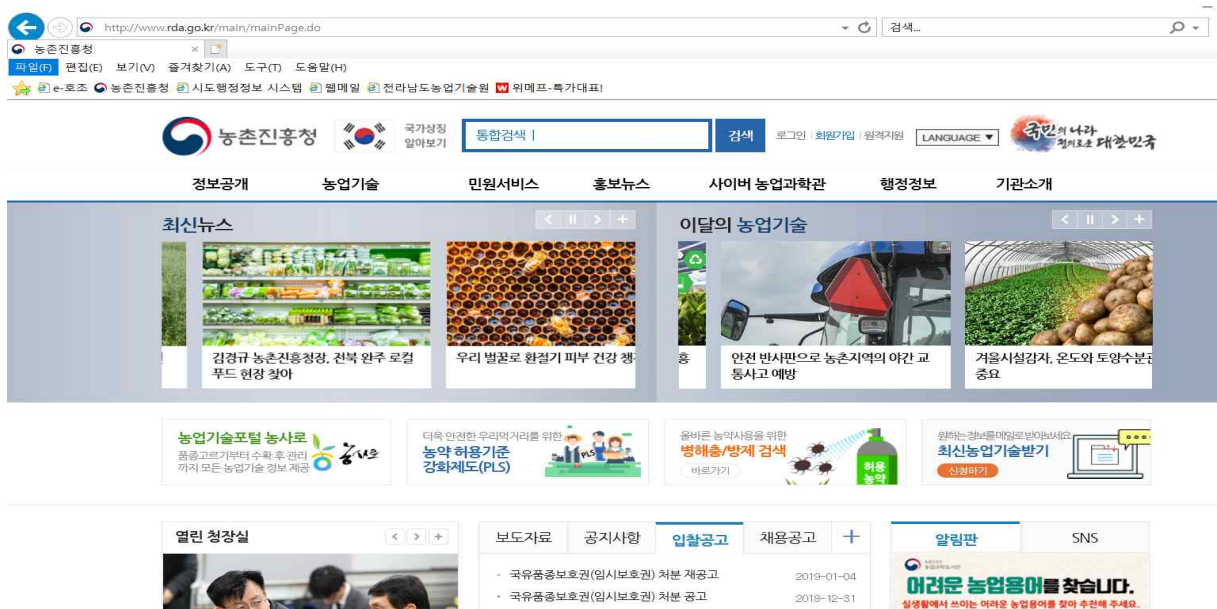 http://www.rda.go.kr/main/mainPage.do
검색...
농촌진흥청
파일(F) 편집(E) 보기(V) 즐겨찾기(A) 도구(T) 도움말(H)
e-호조 농촌진흥청 시도행정정보 시스템 웹메일 전라남도농업기술원 위메프-특가대표!
농촌진흥청
국가상징
알아보기
통합검색
검색
로그인 회원가입 원격지원 LANGUAGE ▼
국민의 나라
정의로운 대한민국
정보공개 농업기술 민원서비스 홍보뉴스 사이버 농업과학관 행정정보 기관소개
최신뉴스
이달의 농업기술
김경규 농촌진흥청장, 전북 완주 로컬
푸드 현장 찾아
우리 벌꿀로 환절기 피부 건강 챙
흥
안전 반사판으로 농촌지역의 야간 교
통사고 예방
겨울시설감자, 온도와 토양수분관
중요
농업기술포털 농사로
품종고르기부터 수확 후 관리
까지 모든 농업기술 정보 제공
농사로
더욱 안전한 우리먹거리를 위한
농약 허용기준
강화제도(PLS)
PLS
올바른 농약사용을 위한
병해충/방제 검색
바로가기
허용
농약
원하는정보를메일로받아보세요
최신농업기술받기
신청하기
열린 청장실
보도자료 공지사항 입찰공고 채용공고
국유품종보호권(임시보호권) 처분 재공고 2019-01-04
국유품종보호권(임시보호권) 처분 공고 2018-12-31
알림판 SNS
어려운 농업용어를 찾습니다.
실생활에서 쓰이는 어려운 농업용어를 찾아 추천해 주세요.